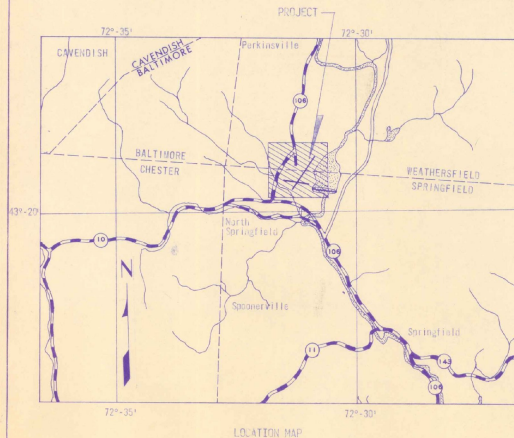 PROJECT
72°-35'
72°-30'
CAVENDISH
CAVENDISH
BALTIMORE
Perkinsville
106
BALTIMORE
CHESTER
WEATHERSFIELD
SPRINGFIELD
43°-20'
North
Springfield
10
106
N
Spoonerville
Springfield
11
143
106
72°-35'
72°-30'
LOCATION MAP